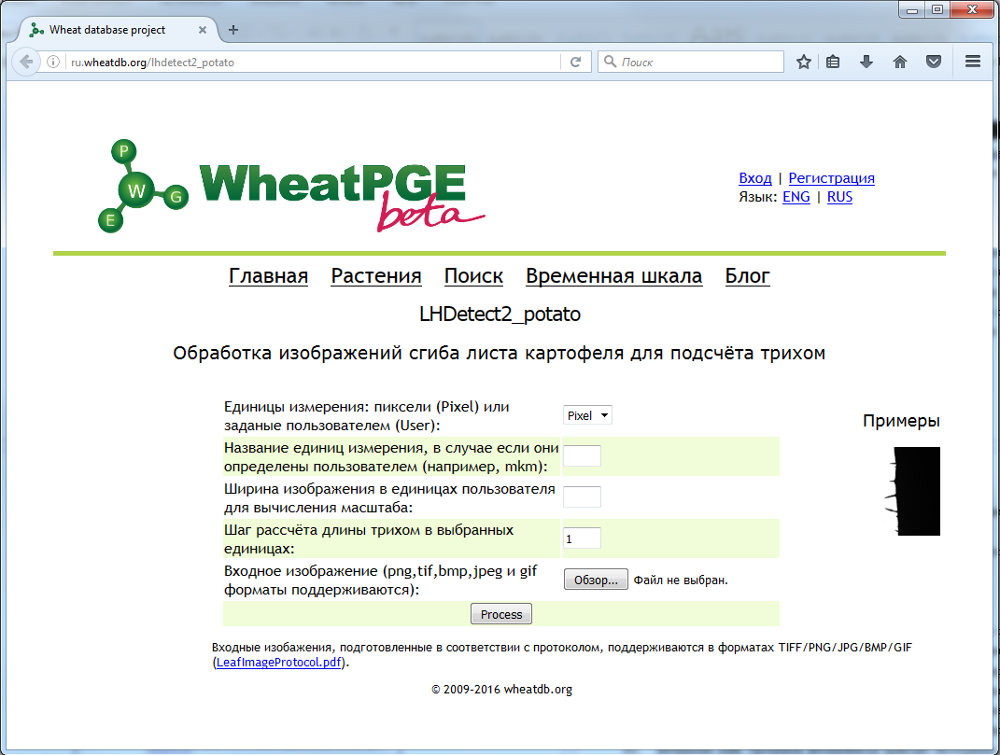 Wheat database project
ru.wheatdb.org/lhdetect2_potato
Поиск
P
W
G
E
WheatPGE
beta
Вход | Регистрация
Язык: ENG | RUS
Главная Растения Поиск Временная шкала Блог
LHDetect2_potato
Обработка изображений сгиба листа картофеля для подсчёта трихом
Единицы измерения: пиксели (Pixel) или
заданые пользователем (User):
Pixel
Название единиц измерения, в случае если они
определены пользователем (например, mkm):
Ширина изображения в единицах пользователя
для вычисления масштаба:
Шаг рассчёта длины трихом в выбранных
единицах:
1
Входное изображение (png,tif,bmp,jpeg и gif
форматы поддерживаются):
Обзор... Файл не выбран.
Process
Примеры
Входные изобажения, подготовленные в соответствии с протоколом, поддерживаются в форматах TIFF/PNG/JPG/BMP/GIF
(LeafImageProtocol.pdf).
© 2009-2016 wheatdb.org